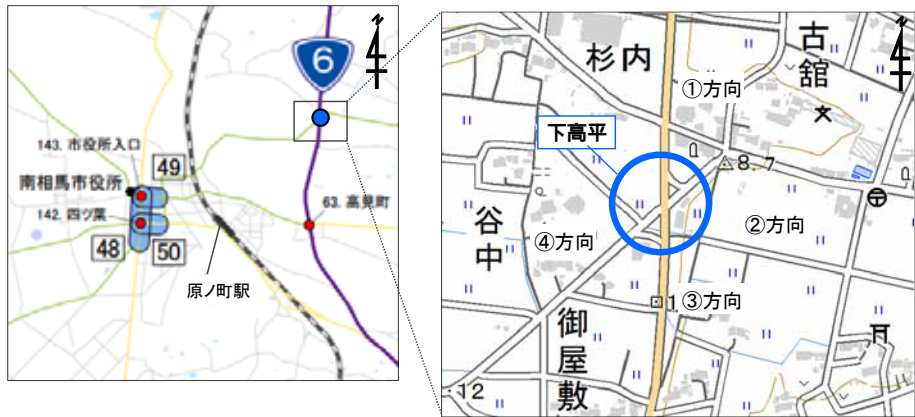 N
6
143. 市役所入口
49
南相馬市役所
142. 四ツ葉
48
50
63. 高見町
原ノ町駅
N
杉内
古舘
①方向
下高平
8.7
谷中
②方向
④方向
③方向
1
御屋敷
12